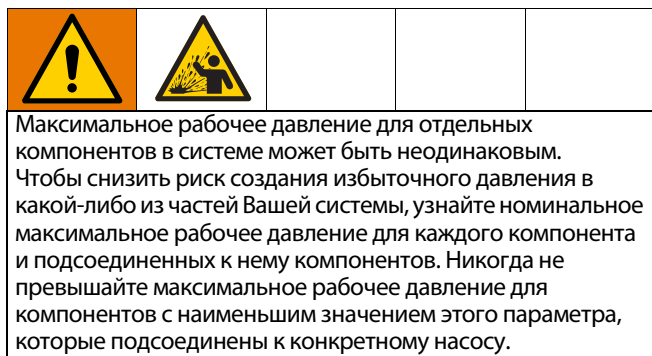 Максимальное рабочее давление для отдельных
компонентов в системе может быть неодинаковым.
Чтобы снизить риск создания избыточного давления в
какой-либо из частей Вашей системы, узнайте номинальное
максимальное рабочее давление для каждого компонента
и подсоединенных к нему компонентов. Никогда не
превышайте максимальное рабочее давление для
компонентов с наименьшим значением этого параметра,
которые подсоединены к конкретному насосу.